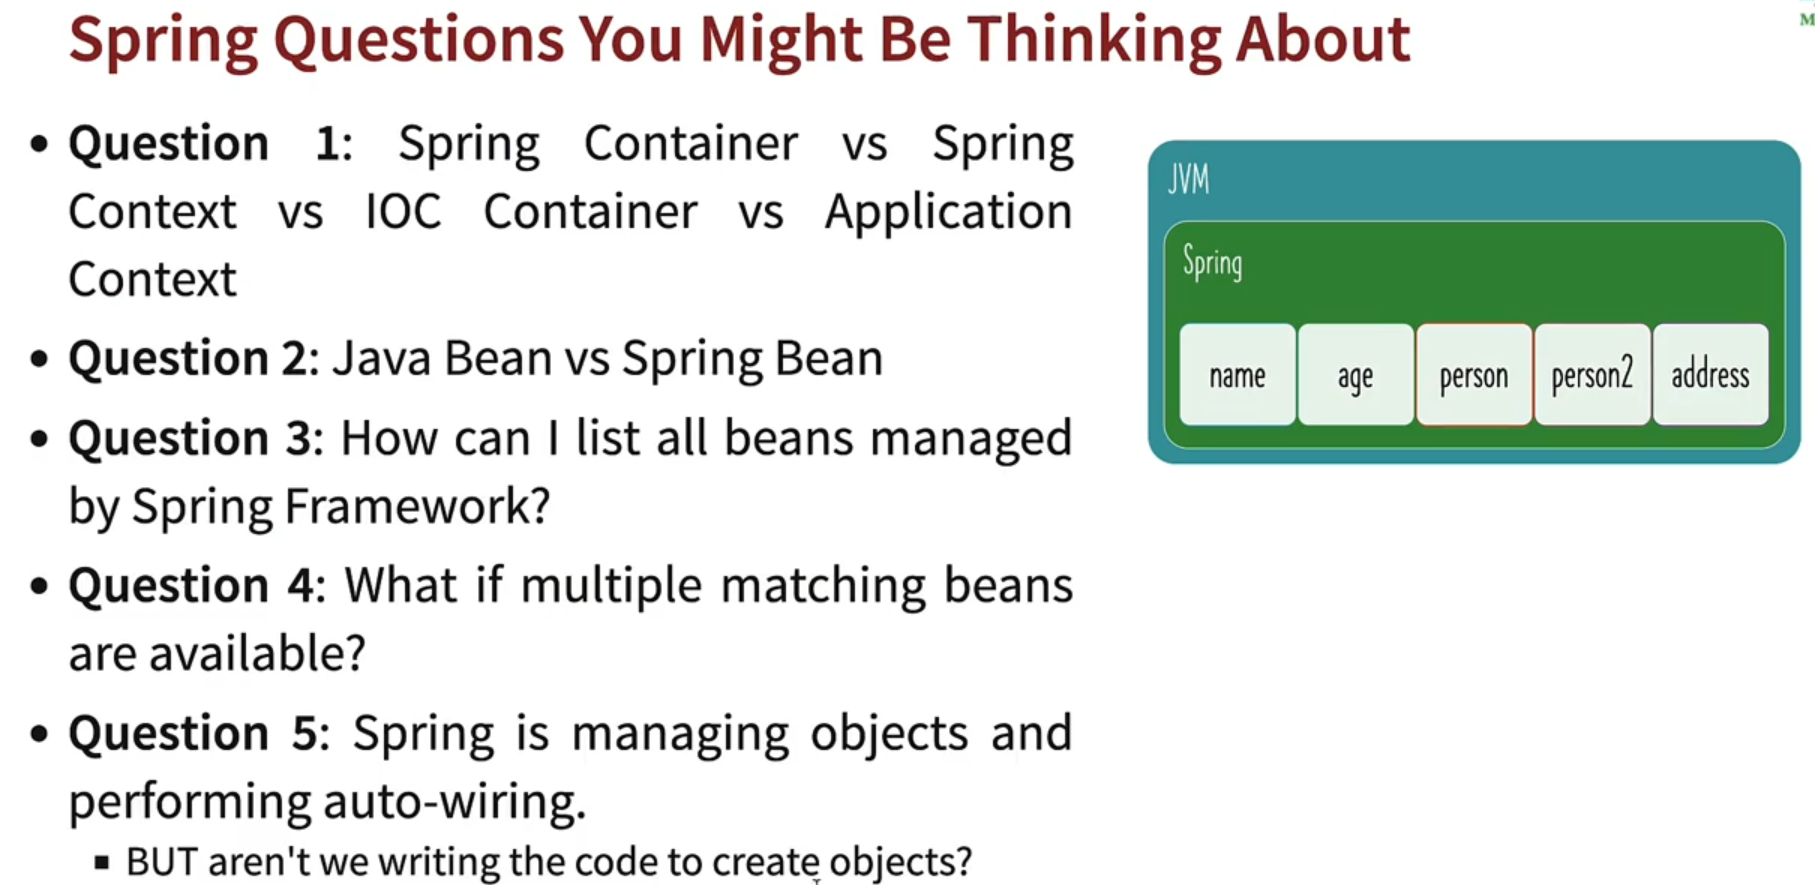 Spring Questions You Might Be Thinking About
• Question 1: Spring Container vs Spring
Context vs IOC Container vs Application
Context
• Question 2: Java Bean vs Spring Bean
• Question 3: How can I list all beans managed
by Spring Framework?
• Question 4: What if multiple matching beans
are available?
• Question 5: Spring is managing objects and
performing auto-wiring.
▪ BUT aren't we writing the code to create objects?
JVM
Spring
name age person person2 address